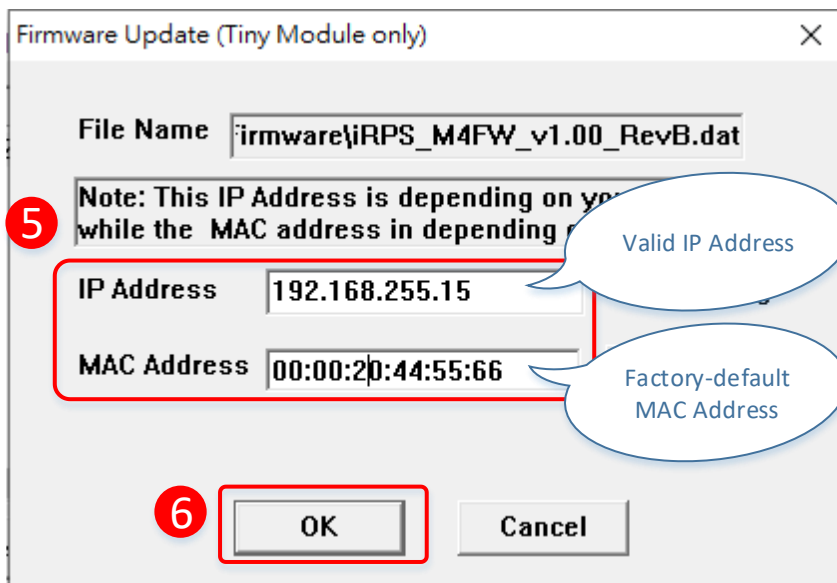 Firmware Update (Tiny Module only)
File Name
Firmware\iRPS_M4FW_v1.00_RevB.dat
5
Note: This IP Address is depending on
while the MAC address in depending
Valid IP Address
IP Address
192.168.255.15
MAC Address
00:00:20:44:55:66
Factory-default
MAC Address
6
OK
Cancel